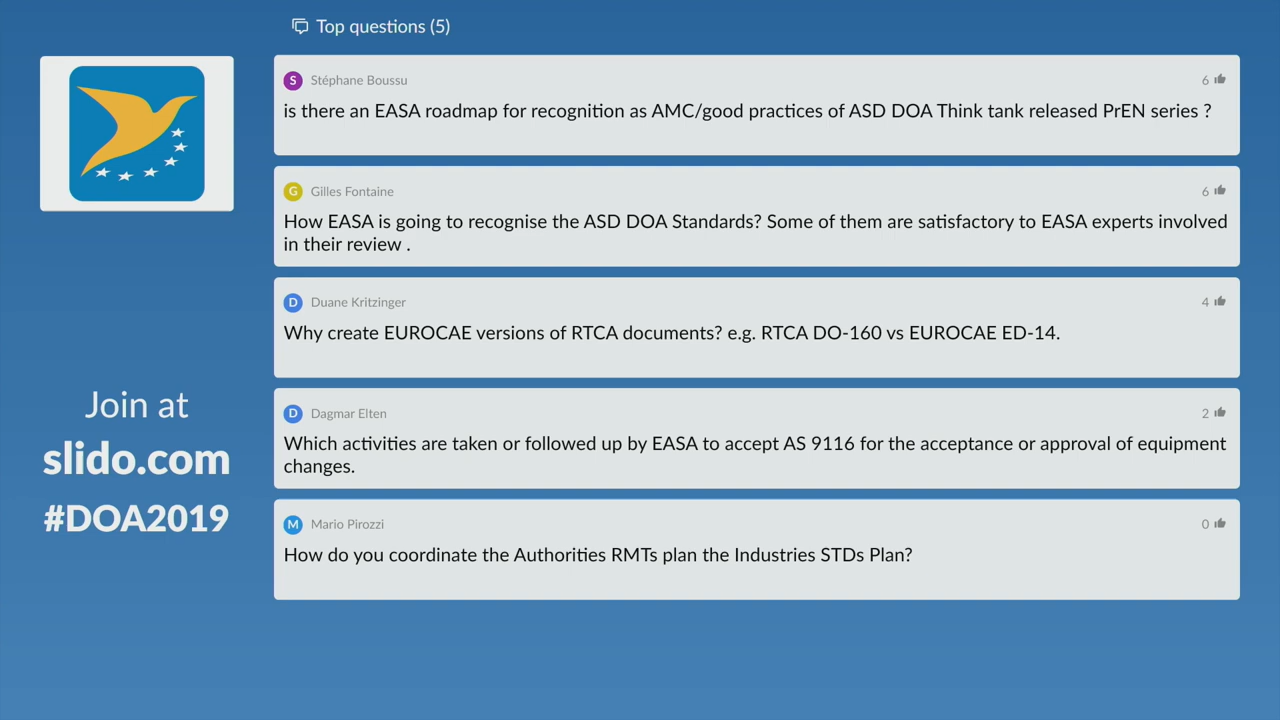 Top questions (5)
S Stéphane Boussu 6
is there an EASA roadmap for recognition as AMC/good practices of ASD DOA Think tank released PrEN series ?
G Gilles Fontaine 6
How EASA is going to recognise the ASD DOA Standards? Some of them are satisfactory to EASA experts involved
in their review .
D Duane Kritzinger 4
Why create EUROCAE versions of RTCA documents? e.g. RTCA DO-160 vs EUROCAE ED-14.
D Dagmar Elten 2
Which activities are taken or followed up by EASA to accept AS 9116 for the acceptance or approval of equipment
changes.
M Mario Pirozzi 0
How do you coordinate the Authorities RMTs plan the Industries STDs Plan?
Join at
slido.com
#DOA2019